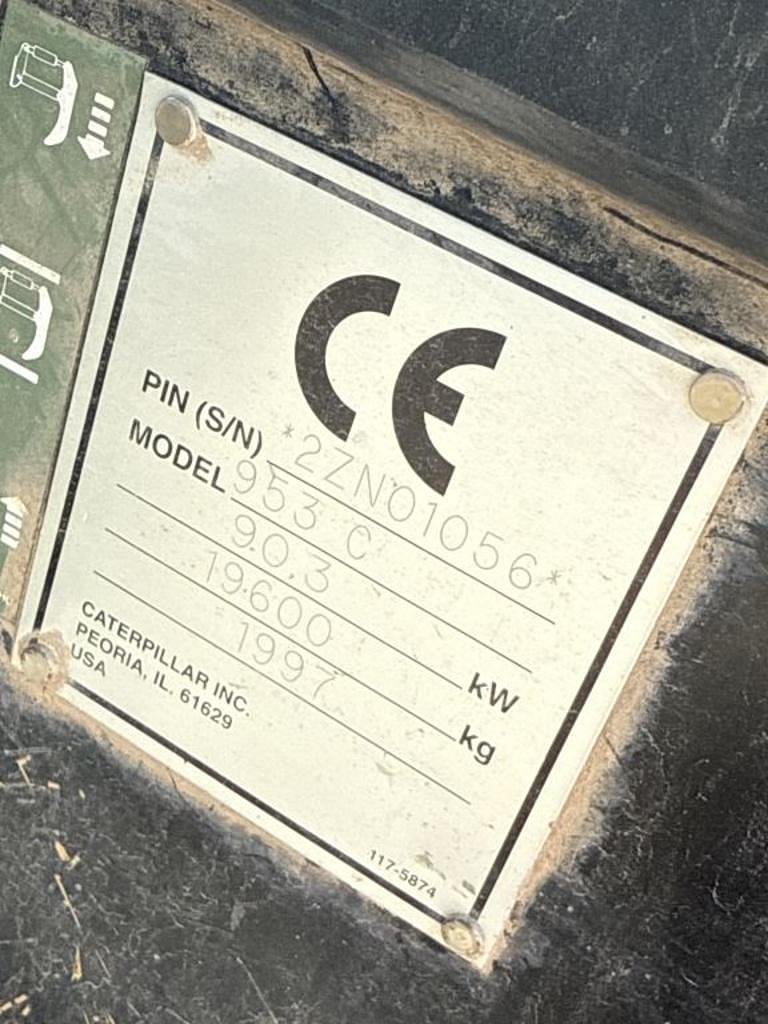 CE
PIN (S/N) *2ZN01056*
MODEL 953 C
90.3 kW
19600 kg
1997
CATERPILLAR INC.
PEORIA, IL. 61629
USA
117-5874